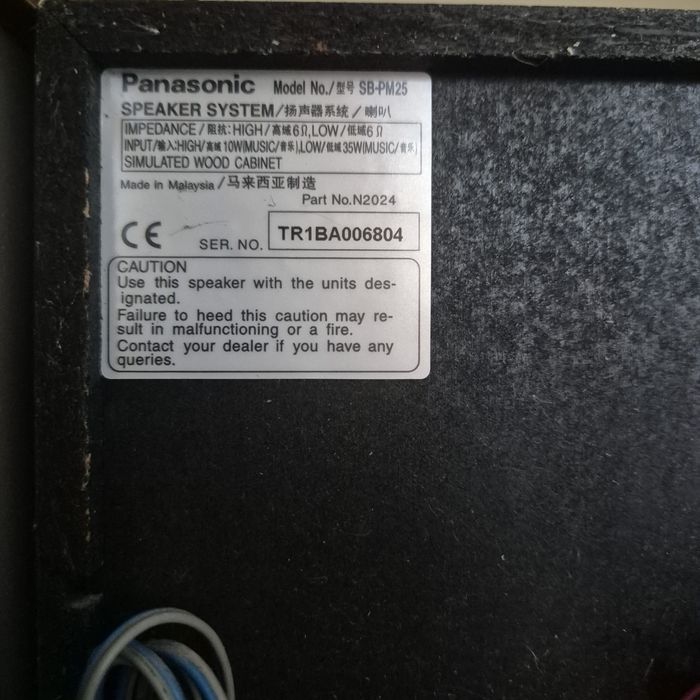 Panasonic Model No./型号 SB-PM25
SPEAKER SYSTEM/扬声器系统/喇叭
IMPEDANCE/阻抗:HIGH/高域6Ω,LOW/低域6Ω
INPUT/输入:HIGH/高域10W(MUSIC/音乐),LOW/低域35W(MUSIC/音乐)
SIMULATED WOOD CABINET
Made in Malaysia/马来西亚制造
Part No.N2024
CE SER. NO. TR1BA006804
CAUTION
Use this speaker with the units des-
ignated.
Failure to heed this caution may re-
sult in malfunctioning or a fire.
Contact your dealer if you have any
queries.